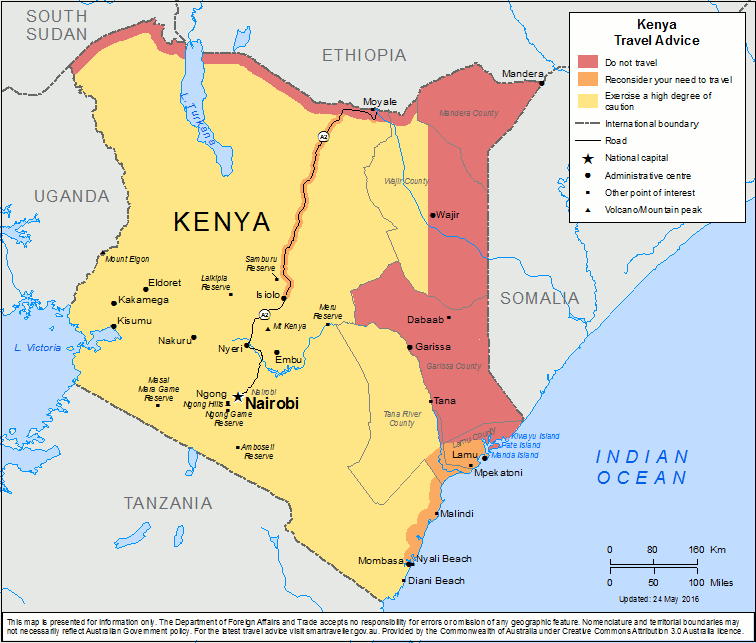 SOUTH
SUDAN
ETHIOPIA
Kenya
Travel Advice
Do not travel
Reconsider your need to travel
Exercise a high degree of
caution
International boundary
Road
National capital
Administrative centre
Other point of interest
Volcano/Mountain peak
Mandera
Moyale
Mandera County
L. Turkana
A2
Wajir County
UGANDA
KENYA
Wajir
Mount Elgon
Samburu
Reserve
Eldoret
Laikipia
Reserve
Isiolo
SOMALIA
Kakamega
Kisumu
A2
Meru
Reserve
Mt Kenya
Dabaab
L. Victoria
Nakuru
Nyeri
Embu
Garissa
Garissa County
Masai
Mara Game
Reserve
Ngong
Nairobi
Nairobi
Ngong Hills
Ngong Game
Reserve
Tana
Tana River
County
Lamu County
Kiwayu Island
Pate Island
Manda Island
Amboseli
Reserve
Lamu
Mpekatoni
INDIAN
OCEAN
TANZANIA
Malindi
Mombasa
Nyali Beach
Diani Beach
0 80 160 Km
0 50 100 Miles
Updated: 24 May 2016
This map is presented for information only. The Department of Foreign Affairs and Trade accepts no responsibility for errors or omission of any geographic feature. Nomenclature and territorial boundaries may
not necessarily reflect Australian Government policy. For the latest travel advice visit smartraveller.gov.au. Provided by the Commonwealth of Australia under Creative Commons Attribution 3.0 Australia licence.